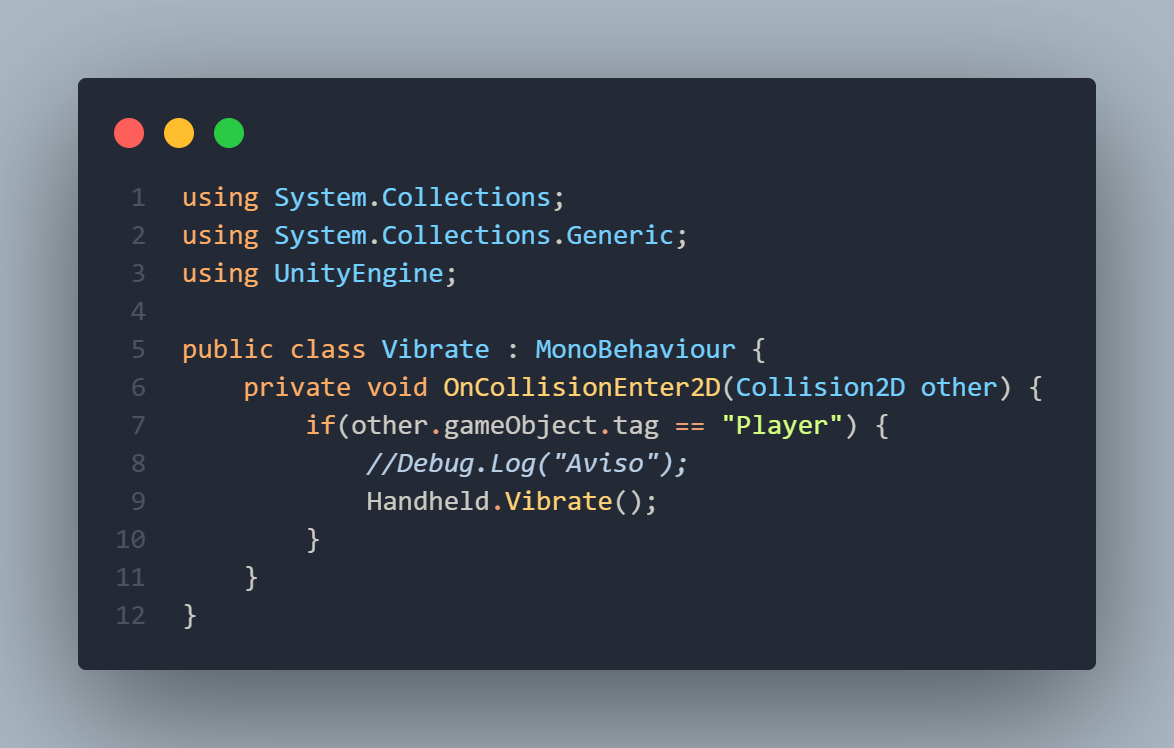 1 using System.Collections;
2 using System.Collections.Generic;
3 using UnityEngine;
4
5 public class Vibrate : MonoBehaviour {
6     private void OnCollisionEnter2D(Collision2D other) {
7         if(other.gameObject.tag == "Player") {
8             //Debug.Log("Aviso");
9             Handheld.Vibrate();
10         }
11     }
12 }